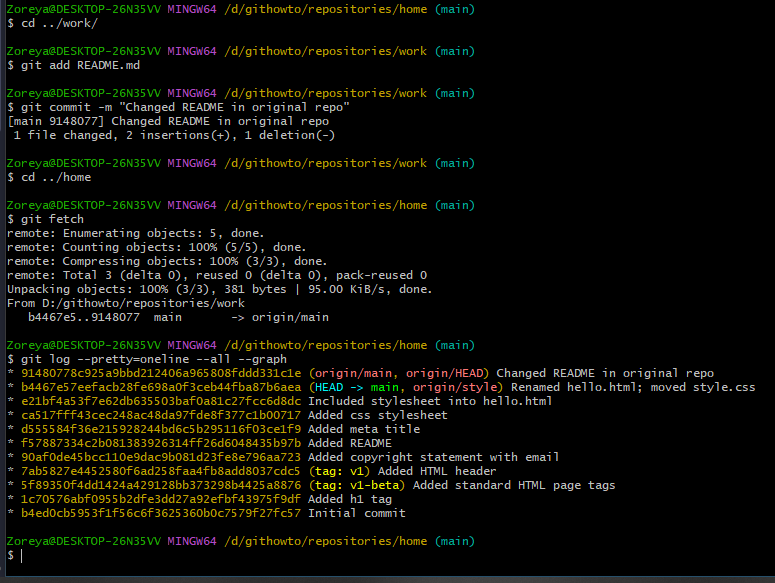 Zoreya@DESKTOP-26N35VV MINGW64 /d/githowto/repositories/home (main)
$ cd ../work/
Zoreya@DESKTOP-26N35VV MINGW64 /d/githowto/repositories/work (main)
$ git add README.md
Zoreya@DESKTOP-26N35VV MINGW64 /d/githowto/repositories/work (main)
$ git commit -m "Changed README in original repo"
[main 9148077] Changed README in original repo
 1 file changed, 2 insertions(+), 1 deletion(-)
Zoreya@DESKTOP-26N35VV MINGW64 /d/githowto/repositories/work (main)
$ cd ../home
Zoreya@DESKTOP-26N35VV MINGW64 /d/githowto/repositories/home (main)
$ git fetch
remote: Enumerating objects: 5, done.
remote: Counting objects: 100% (5/5), done.
remote: Compressing objects: 100% (3/3), done.
remote: Total 3 (delta 0), reused 0 (delta 0), pack-reused 0
Unpacking objects: 100% (3/3), 381 bytes | 95.00 KiB/s, done.
From D:/githowto/repositories/work
   b4467e5..9148077  main       -> origin/main
Zoreya@DESKTOP-26N35VV MINGW64 /d/githowto/repositories/home (main)
$ git log --pretty=oneline --all --graph
* 91480778c925a9bbd212406a965808fddd331c1e (origin/main, origin/HEAD) Changed README in original repo
* b4467e57eefacb28fe698a0f3ceb44fba87b6aea (HEAD -> main, origin/style) Renamed hello.html; moved style.css
* e21bf4a53f7e62db635503baf0a81c27fcc6d8dc Included stylesheet into hello.html
* ca517fff43cec248ac48da97fde8f377c1b00717 Added css stylesheet
* d555584f36e215928244bd6c5b295116f03ce1f9 Added meta title
* f57887334c2b081383926314ff26d6048435b97b Added README
* 90af0de45bcc110e9dac9b081d23fe8e796aa723 Added copyright statement with email
* 7ab5827e4452580f6ad258faa4fb8add8037cdc5 (tag: v1) Added HTML header
* 5f89350f4dd1424a429128bb373298b4425a8876 (tag: v1-beta) Added standard HTML page tags
* 1c70576abf0955b2dfe3dd27a92efbf43975f9df Added h1 tag
* b4ed0cb5953f1f56c6f3625360b0c7579f27fc57 Initial commit
Zoreya@DESKTOP-26N35VV MINGW64 /d/githowto/repositories/home (main)
$